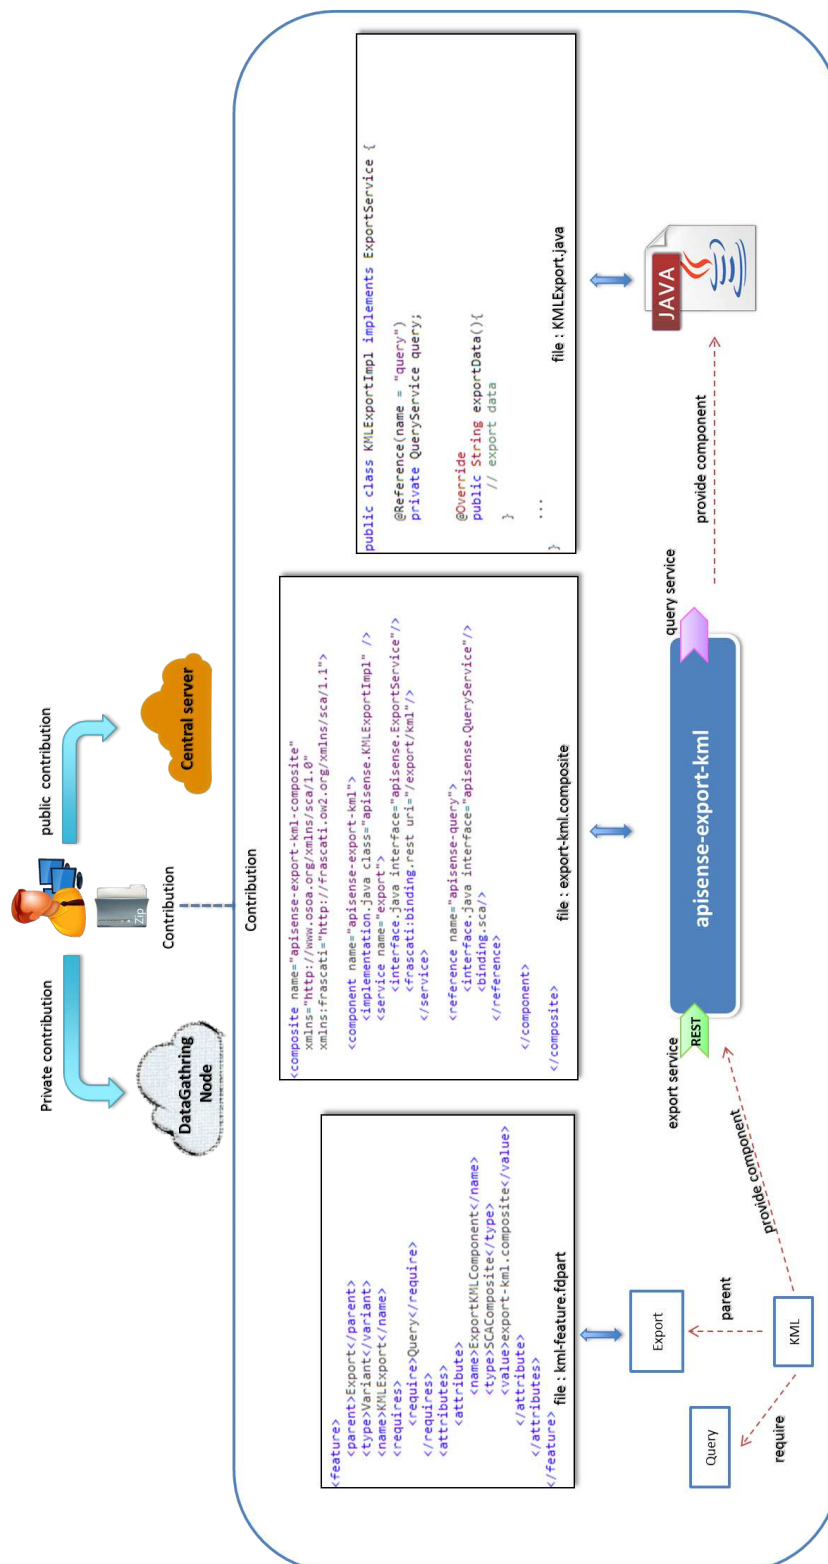 Private contribution
public contribution
Zip
DataGathring
Node
Contribution
Central server
Contribution
<feature>
<parent>Export</parent>
<type>Variant</variant>
<name>KMLExport</name>
<requires>
<require>Query</require>
</requires>
<attributes>
<attribute>
<name>ExportKMLComponent</name>
<type>SCAComposite</type>
<value>export-kml.composite</value>
</attribute>
</attributes>
</feature>
file : kml-feature.fdpart
<composite name="apisense-export-kml-composite"
xmlns="http://www.osoa.org/xmlns/sca/1.0"
xmlns:frascati="http://frascati.ow2.org/xmlns/sca/1.1">
<component name="apisense-export-kml">
<implementation.java class="apisense.KMLExportImpl" />
<service name="export">
<interface.java interface="apisense.ExportService"/>
<frascati:binding.rest uri="/export/kml"/>
</service>
<reference name="apisense-query">
<interface.java interface="apisense.QueryService"/>
<binding.sca/>
</reference>
</component>
</composite>
file : export-kml.composite
public class KMLExportImpl implements ExportService {
@Reference(name = "query")
private QueryService query;
@Override
public String exportData(){
// export data
}
...
}
file : KMLExport.java
Query
Export
KML
require
parent
provide component
export service
REST
apisense-export-kml
query service
provide component
JAVA